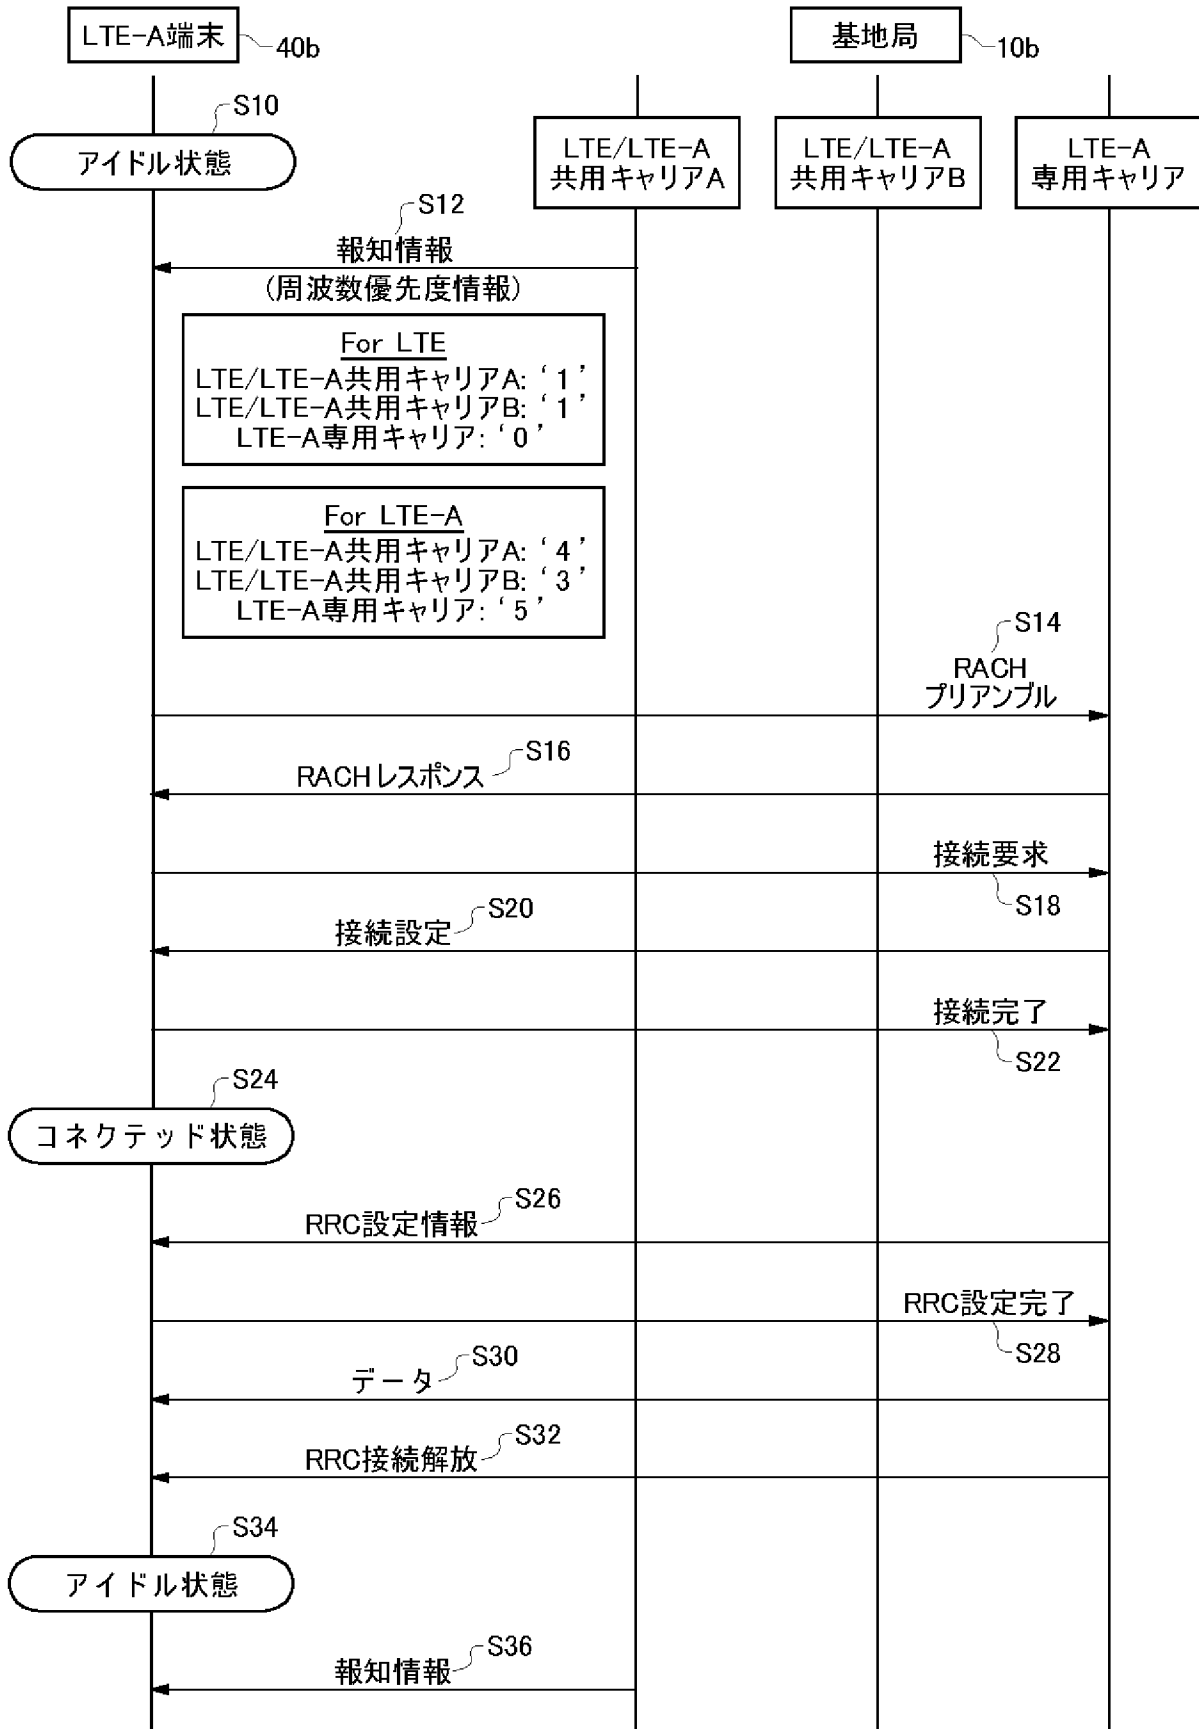 LTE-A端末
40b
基地局
10b
S10
アイドル状態
LTE/LTE-A
共用キャリアA
LTE/LTE-A
共用キャリアB
LTE-A
専用キャリア
S12
報知情報
(周波数優先度情報)
For LTE
LTE/LTE-A共用キャリアA: ‘1’
LTE/LTE-A共用キャリアB: ‘1’
LTE-A専用キャリア: ‘0’
For LTE-A
LTE/LTE-A共用キャリアA: ‘4’
LTE/LTE-A共用キャリアB: ‘3’
LTE-A専用キャリア: ‘5’
S14
RACH
プリアンブル
S16
RACHレスポンス
接続要求
S18
S20
接続設定
接続完了
S22
S24
コネクテッド状態
S26
RRC設定情報
RRC設定完了
S28
S30
データ
S32
RRC接続解放
S34
アイドル状態
S36
報知情報